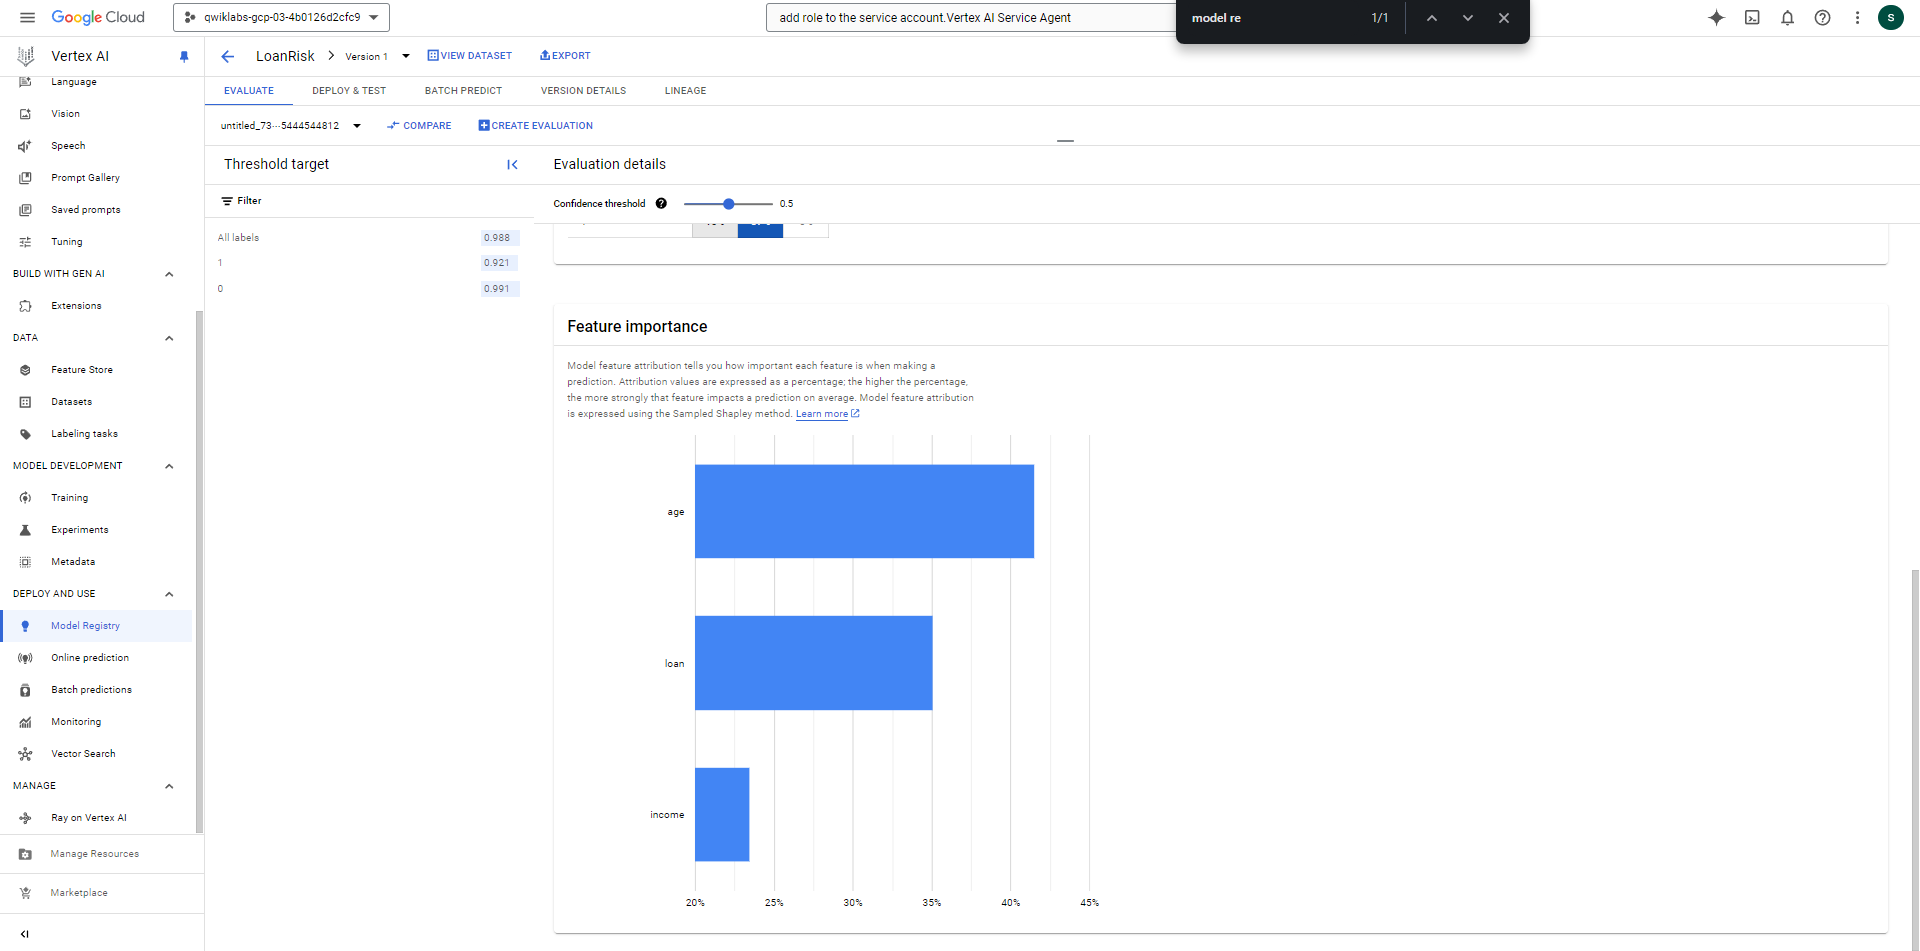 Google Cloud
qwiklabs-gcp-03-4b0126d2cfc9
add role to the service account.Vertex AI Service Agent
model re
1/1
S
Vertex AI
LoanRisk
Version 1
VIEW DATASET
EXPORT
Language
Vision
Speech
Prompt Gallery
Saved prompts
Tuning
BUILD WITH GEN AI
Extensions
DATA
Feature Store
Datasets
Labeling tasks
MODEL DEVELOPMENT
Training
Experiments
Metadata
DEPLOY AND USE
Model Registry
Online prediction
Batch predictions
Monitoring
Vector Search
MANAGE
Ray on Vertex AI
Manage Resources
Marketplace
EVALUATE
DEPLOY & TEST
BATCH PREDICT
VERSION DETAILS
LINEAGE
untitled_73···5444544812
COMPARE
CREATE EVALUATION
Threshold target
Filter
All labels 0.988
1 0.921
0 0.991
Evaluation details
Confidence threshold
0.5
Feature importance
Model feature attribution tells you how important each feature is when making a
prediction. Attribution values are expressed as a percentage; the higher the percentage,
the more strongly that feature impacts a prediction on average. Model feature attribution
is expressed using the Sampled Shapley method. Learn more
age
loan
income
20% 25% 30% 35% 40% 45%